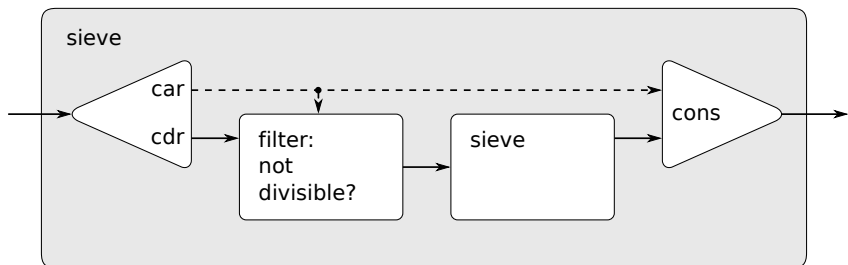 sieve
car
cdr
filter:
not
divisible?
sieve
cons